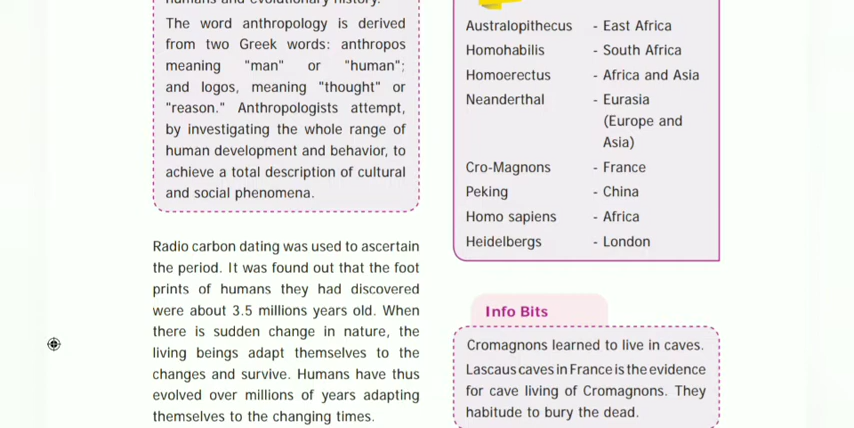 humans and evolutionary history.
The word anthropology is derived
from two Greek words: anthropos
meaning "man" or "human";
and logos, meaning "thought" or
"reason." Anthropologists attempt,
by investigating the whole range of
human development and behavior, to
achieve a total description of cultural
and social phenomena.
Radio carbon dating was used to ascertain
the period. It was found out that the foot
prints of humans they had discovered
were about 3.5 millions years old. When
there is sudden change in nature, the
living beings adapt themselves to the
changes and survive. Humans have thus
evolved over millions of years adapting
themselves to the changing times.
Australopithecus - East Africa
Homohabilis - South Africa
Homoerectus - Africa and Asia
Neanderthal - Eurasia
(Europe and
Asia)
Cro-Magnons - France
Peking - China
Homo sapiens - Africa
Heidelbergs - London
Info Bits
Cromagnons learned to live in caves.
Lascaus caves in France is the evidence
for cave living of Cromagnons. They
habitude to bury the dead.